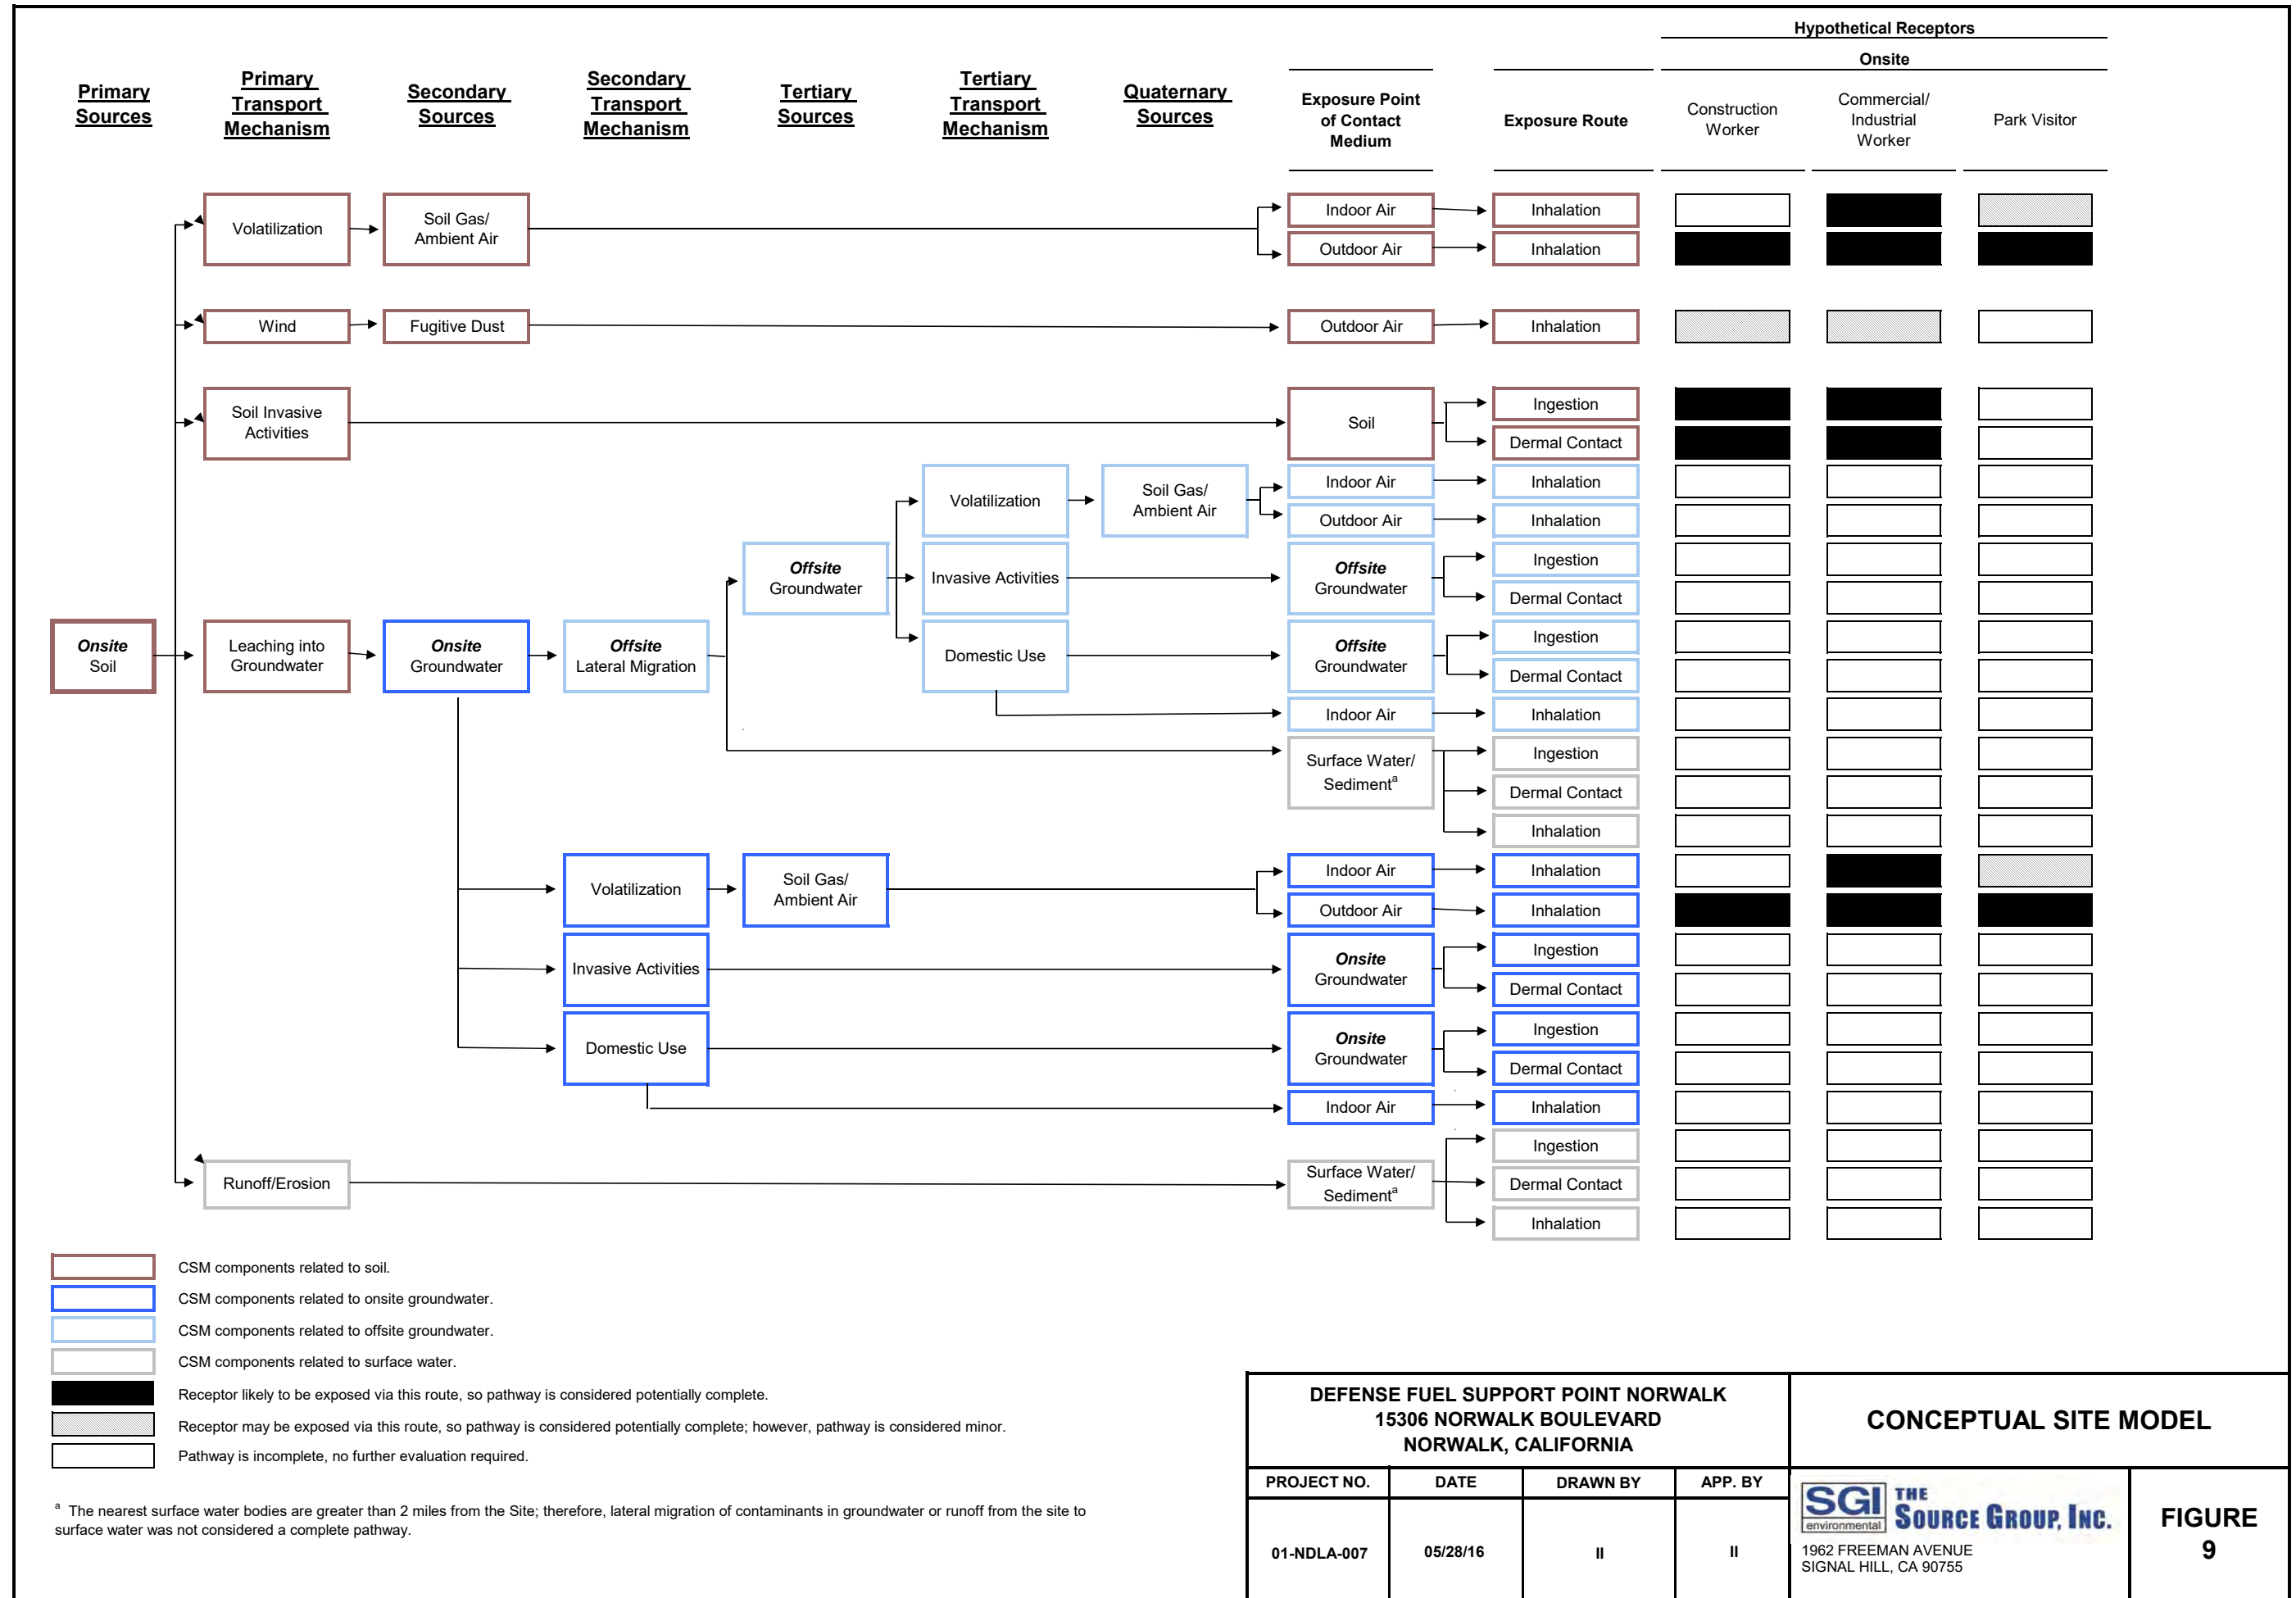 Hypothetical Receptors
Onsite
Primary
Sources
Primary
Transport
Mechanism
Secondary
Sources
Secondary
Transport
Mechanism
Tertiary
Sources
Tertiary
Transport
Mechanism
Quaternary
Sources
Exposure Point
of Contact
Medium
Exposure Route
Construction
Worker
Commercial/
Industrial
Worker
Park Visitor
Volatilization
Soil Gas/
Ambient Air
Indoor Air
Inhalation
Outdoor Air
Inhalation
Wind
Fugitive Dust
Outdoor Air
Inhalation
Soil Invasive
Activities
Soil
Ingestion
Dermal Contact
Volatilization
Soil Gas/
Ambient Air
Indoor Air
Inhalation
Outdoor Air
Inhalation
Offsite
Groundwater
Invasive Activities
Offsite
Groundwater
Ingestion
Dermal Contact
Onsite
Soil
Leaching into
Groundwater
Onsite
Groundwater
Offsite
Lateral Migration
Domestic Use
Offsite
Groundwater
Ingestion
Dermal Contact
Indoor Air
Inhalation
Surface Water/
Sediment<sup>a</sup>
Ingestion
Dermal Contact
Inhalation
Volatilization
Soil Gas/
Ambient Air
Indoor Air
Inhalation
Outdoor Air
Inhalation
Invasive Activities
Onsite
Groundwater
Ingestion
Dermal Contact
Domestic Use
Onsite
Groundwater
Ingestion
Dermal Contact
Indoor Air
Inhalation
Runoff/Erosion
Surface Water/
Sediment<sup>a</sup>
Ingestion
Dermal Contact
Inhalation
CSM components related to soil.
CSM components related to onsite groundwater.
CSM components related to offsite groundwater.
CSM components related to surface water.
Receptor likely to be exposed via this route, so pathway is considered potentially complete.
Receptor may be exposed via this route, so pathway is considered potentially complete; however, pathway is considered minor.
Pathway is incomplete, no further evaluation required.
<sup>a</sup> The nearest surface water bodies are greater than 2 miles from the Site; therefore, lateral migration of contaminants in groundwater or runoff from the site to
surface water was not considered a complete pathway.
DEFENSE FUEL SUPPORT POINT NORWALK
15306 NORWALK BOULEVARD
NORWALK, CALIFORNIA
CONCEPTUAL SITE MODEL
PROJECT NO.
DATE
DRAWN BY
APP. BY
01-NDLA-007
05/28/16
II
II
SGI
environmental
THE
SOURCE GROUP, INC.
1962 FREEMAN AVENUE
SIGNAL HILL, CA 90755
FIGURE
9